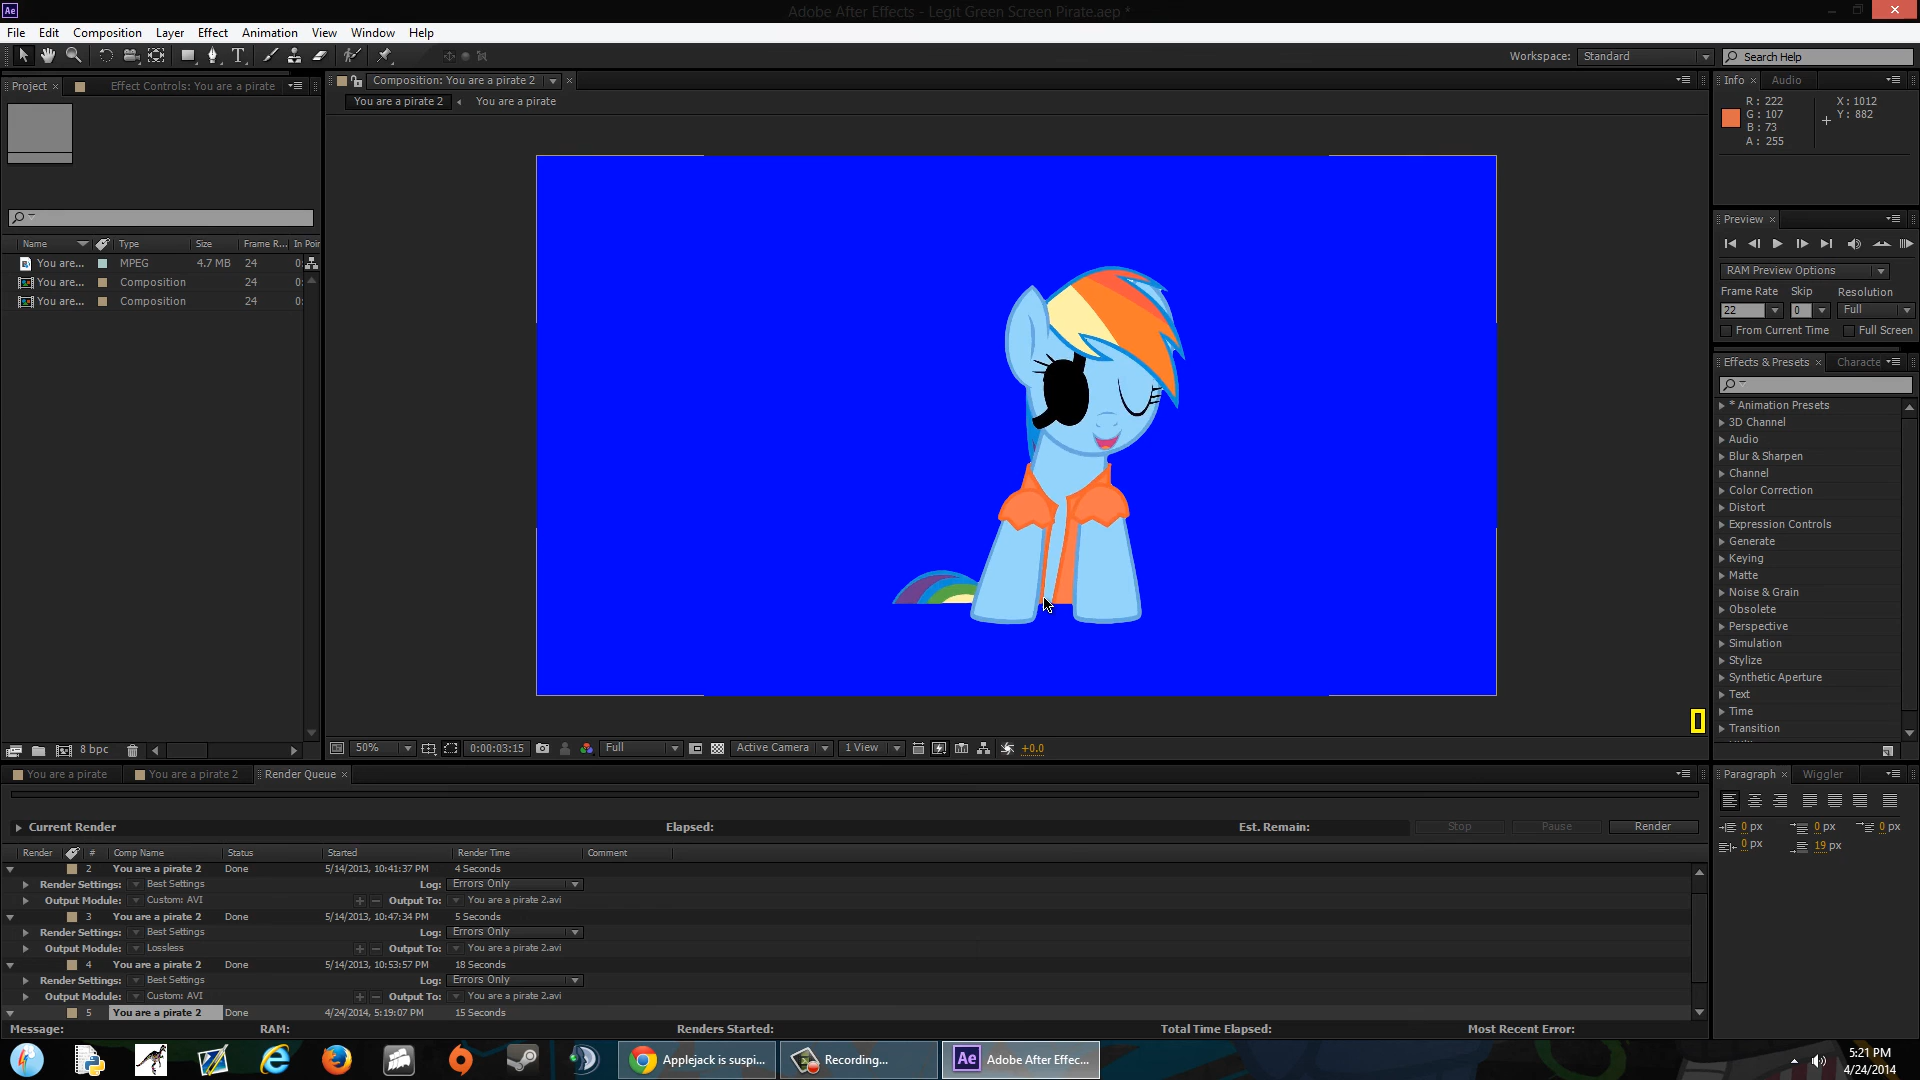 Ae Adobe After Effects - Legit Green Screen Pirate.aep *
File Edit Composition Layer Effect Animation View Window Help
T Workspace: Standard Search Help
Project Effect Controls: You are a pirate
Composition: You are a pirate 2
You are a pirate 2 You are a pirate
Info Audio
R: 222 X: 1012
G: 107 Y: 882
B: 73
A: 255
Preview
RAM Preview Options
Frame Rate Skip Resolution
22 0 Full
From Current Time Full Screen
Name Type Size Frame R... In Poin
You are... MPEG 4.7 MB 24 0:
You are... Composition 24 0:
You are... Composition 24 0:
Effects & Presets Characte
* Animation Presets
3D Channel
Audio
Blur & Sharpen
Channel
Color Correction
Distort
Expression Controls
Generate
Keying
Matte
Noise & Grain
Obsolete
Perspective
Simulation
Stylize
Synthetic Aperture
Text
Time
Transition
8 bpc
50% 0:00:03:15 Full Active Camera 1 View +0.0
You are a pirate You are a pirate 2 Render Queue
Paragraph Wiggler
0 px 0 px 0 px
0 px 19 px
Current Render Elapsed: Est. Remain: Stop Pause Render
Render # Comp Name Status Started Render Time Comment
2 You are a pirate 2 Done 5/14/2013, 10:41:37 PM 4 Seconds
Render Settings: Best Settings Log: Errors Only
Output Module: Custom: AVI + − Output To: You are a pirate 2.avi
3 You are a pirate 2 Done 5/14/2013, 10:47:34 PM 5 Seconds
Render Settings: Best Settings Log: Errors Only
Output Module: Lossless + − Output To: You are a pirate 2.avi
4 You are a pirate 2 Done 5/14/2013, 10:53:57 PM 18 Seconds
Render Settings: Best Settings Log: Errors Only
Output Module: Custom: AVI + − Output To: You are a pirate 2.avi
5 You are a pirate 2 Done 4/24/2014, 5:19:07 PM 15 Seconds
Message: RAM: Renders Started: Total Time Elapsed: Most Recent Error:
Applejack is suspi... Recording... Ae Adobe After Effec... 5:21 PM
4/24/2014